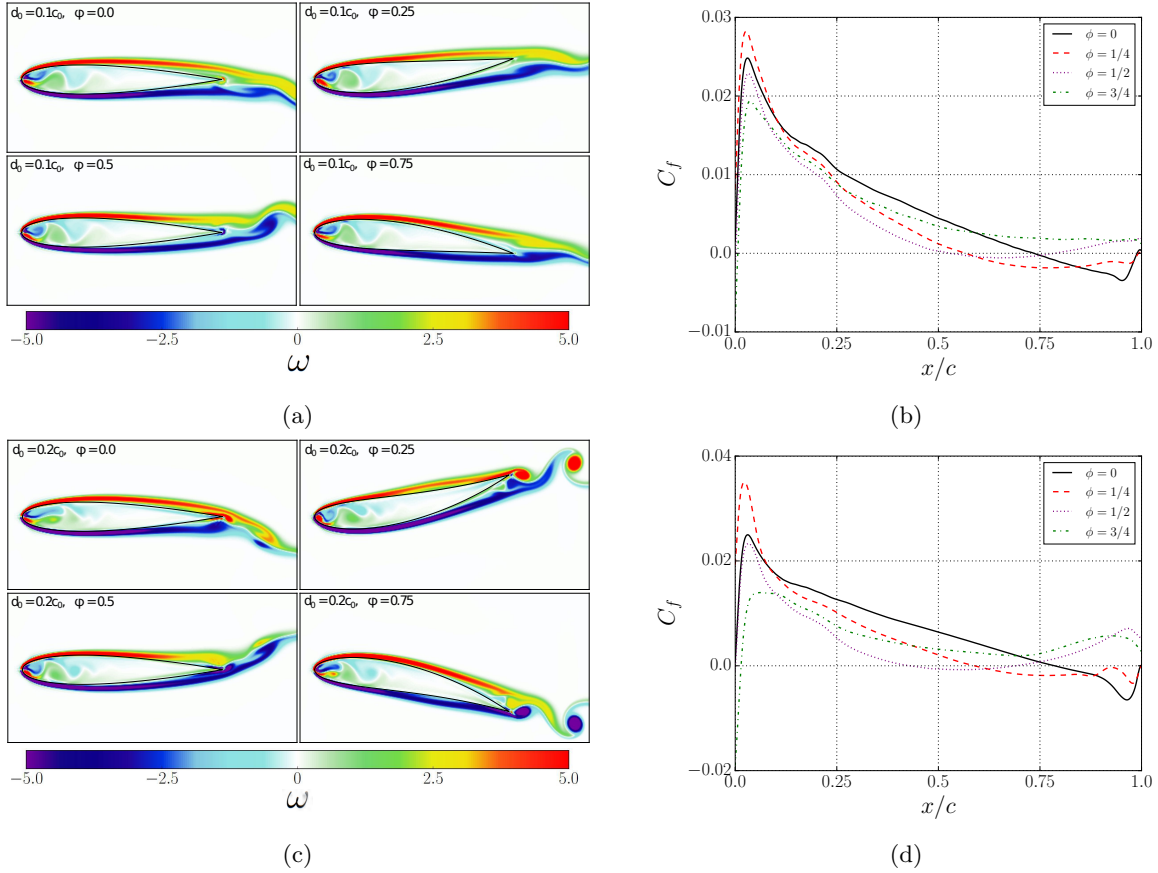 d₀=0.1c₀, φ=0.0
d₀=0.1c₀, φ=0.25
d₀=0.1c₀, φ=0.5
d₀=0.1c₀, φ=0.75
−5.0 −2.5 0 2.5 5.0
ω
(a)
0.03
0.02
0.01
0.0
−0.01
C_f
ϕ = 0
ϕ = 1/4
ϕ = 1/2
ϕ = 3/4
0.0 0.25 0.5 0.75 1.0
x/c
(b)
d₀=0.2c₀, φ=0.0
d₀=0.2c₀, φ=0.25
d₀=0.2c₀, φ=0.5
d₀=0.2c₀, φ=0.75
−5.0 −2.5 0 2.5 5.0
ω
(c)
0.04
0.02
0.0
−0.02
C_f
ϕ = 0
ϕ = 1/4
ϕ = 1/2
ϕ = 3/4
0.0 0.25 0.5 0.75 1.0
x/c
(d)